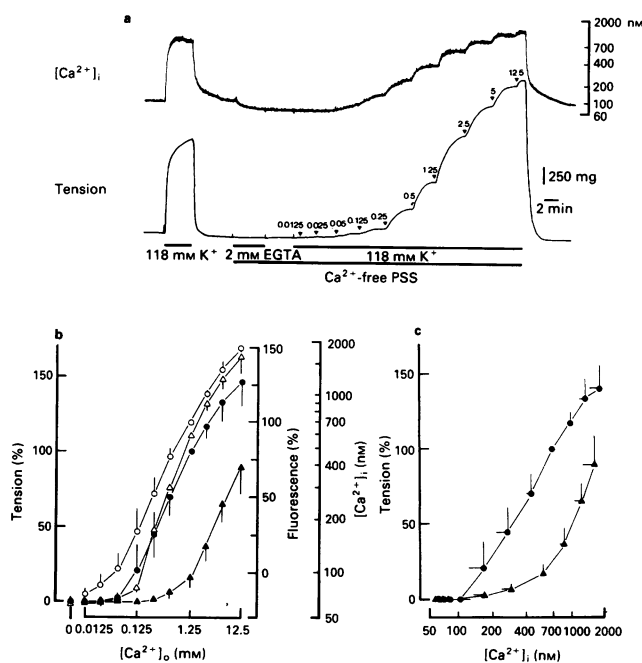 a
2000 nM
700
400
200
100
60
[Ca²⁺]ᵢ
Tension
0.0125 0.025 0.05 0.125 0.25
0.5
1.25
2.5
5
12.5
250 mg
2 min
118 mM K⁺ 2 mM EGTA 118 mM K⁺
Ca²⁺-free PSS
b
Tension (%)
150
100
50
0
0 0.0125 0.125 1.25 12.5
[Ca²⁺]ₒ (mM)
Fluorescence (%)
150
100
50
0
[Ca²⁺]ᵢ (nM)
2000
1000
700
400
200
100
50
c
Tension (%)
150
100
50
0
50 100 200 400 700 1000 2000
[Ca²⁺]ᵢ (nM)